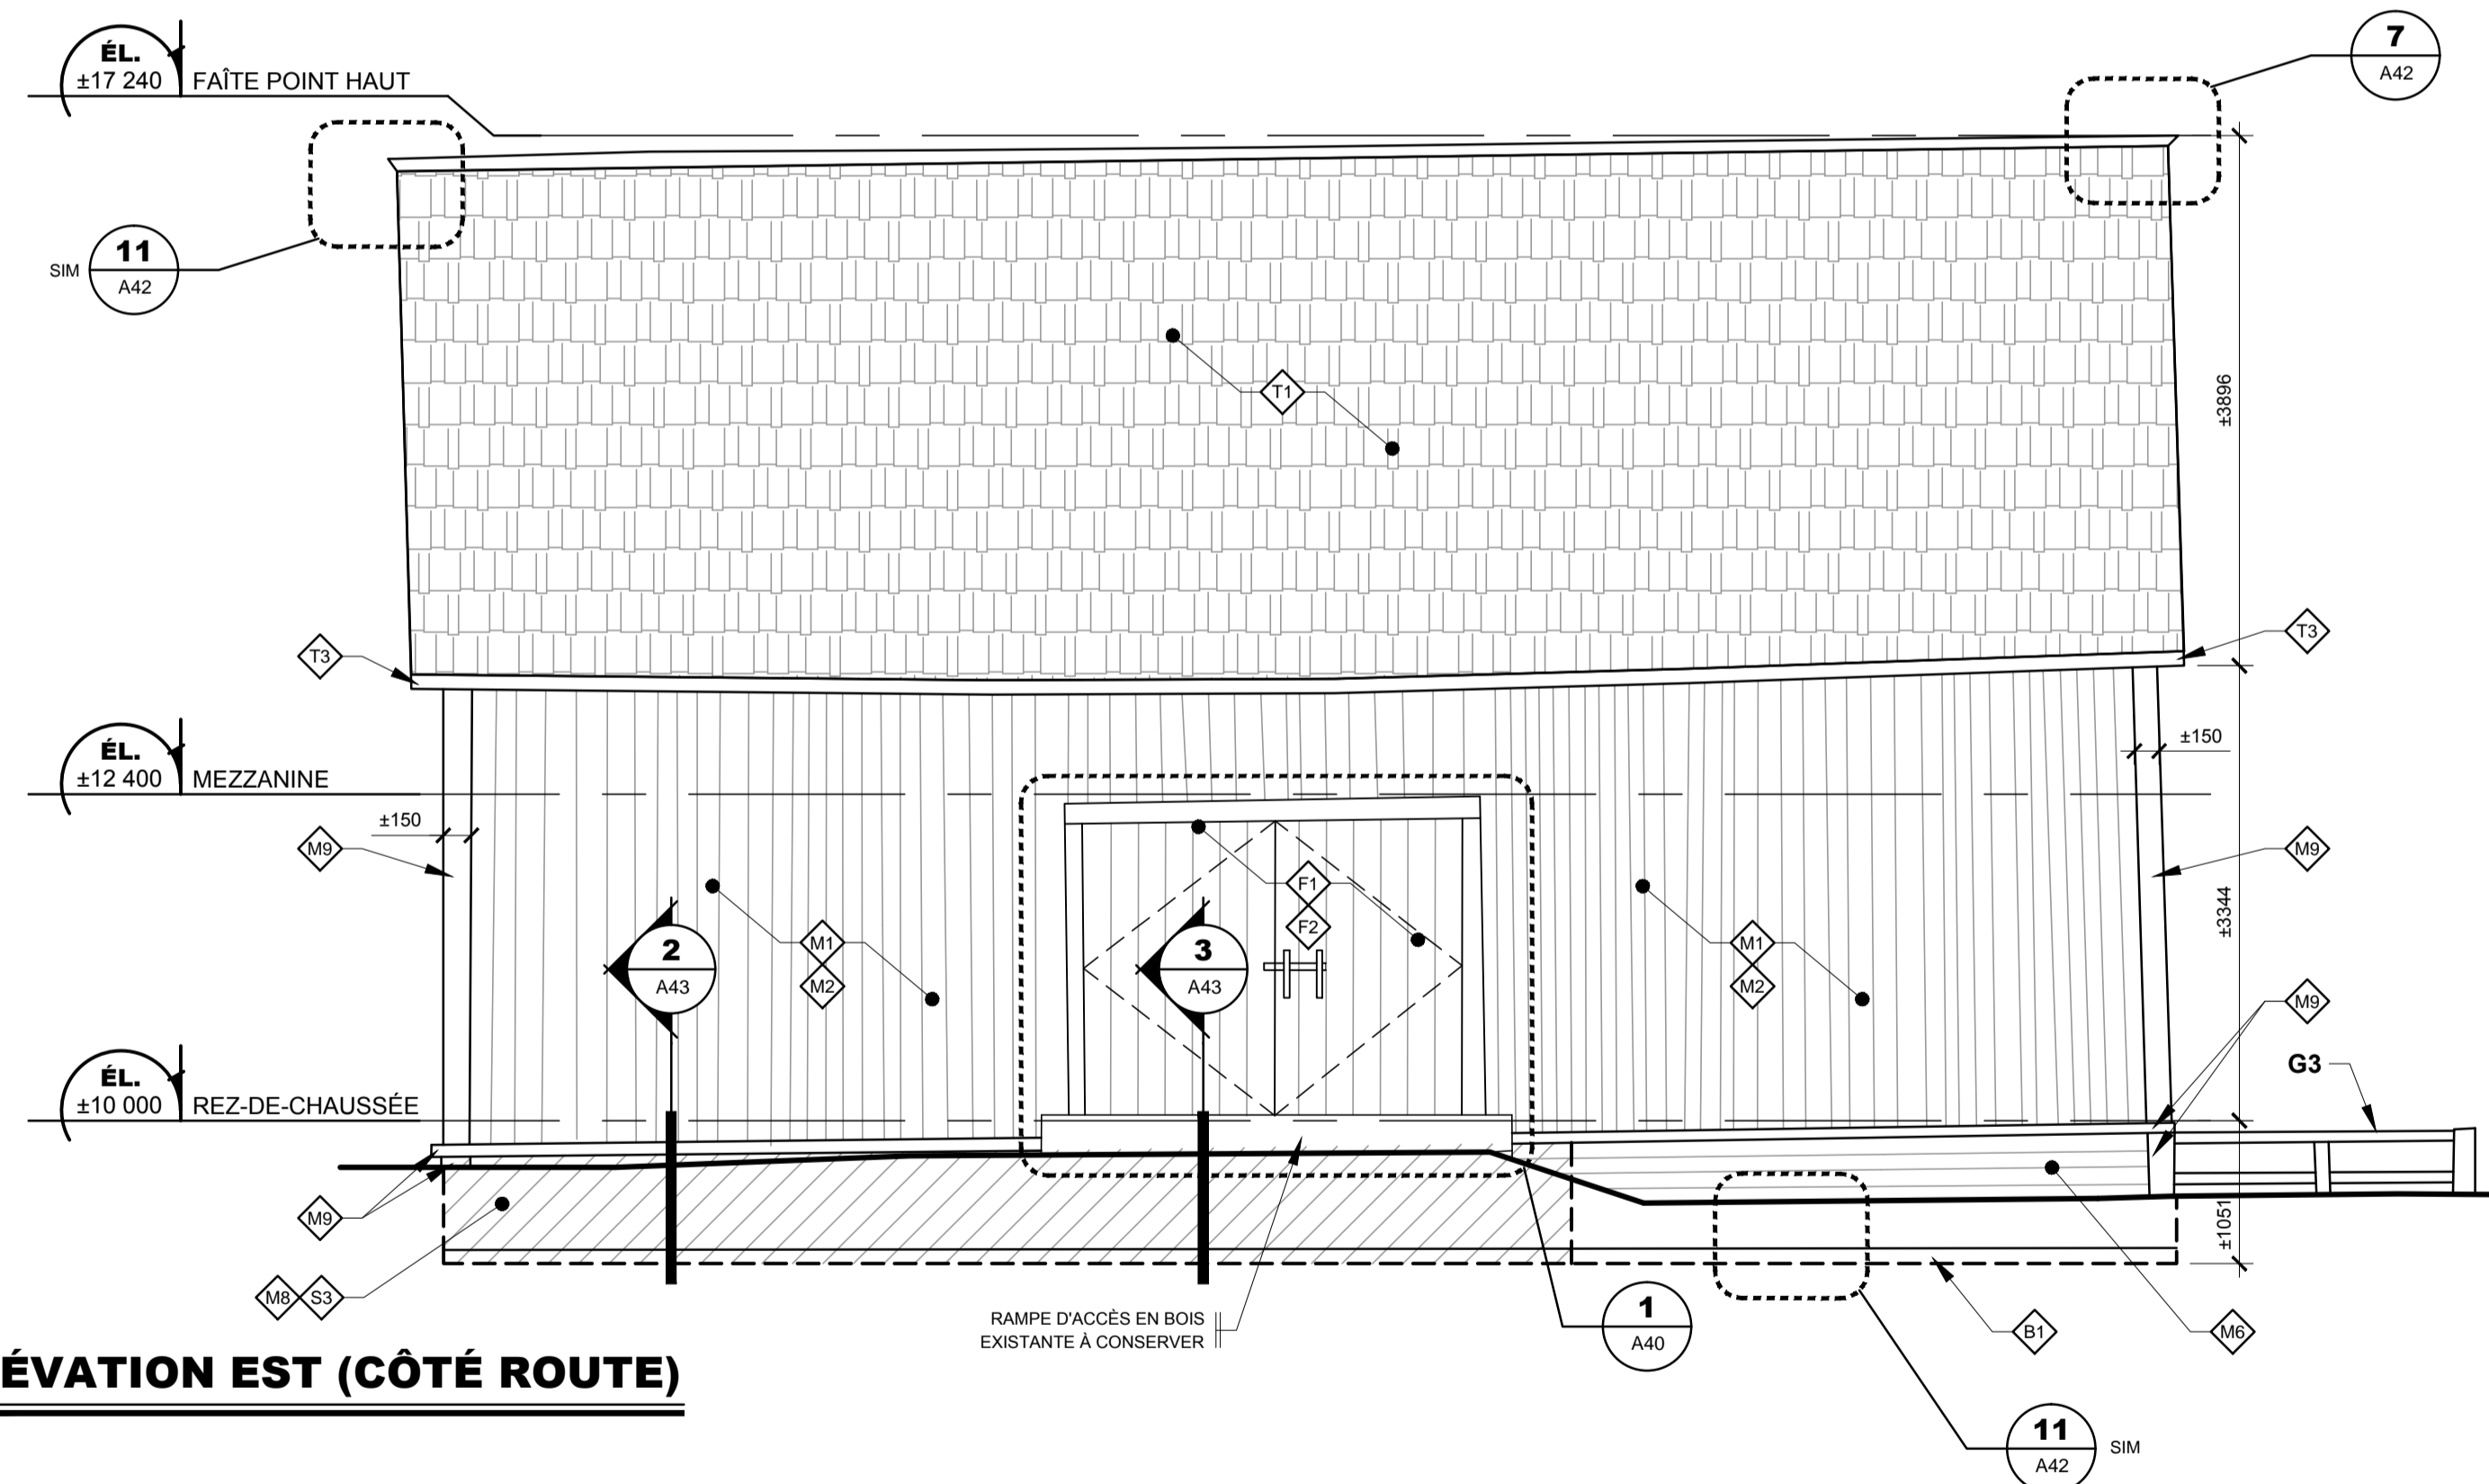 ÉL.
±17 240 FAÎTE POINT HAUT
7
A42
SIM
11
A42
T1
±3896
T3
T3
ÉL.
±12 400 MEZZANINE
±150
±150
M9
M9
F1
F2
M1
M2
M1
M2
2
A43
3
A43
±3344
M9
G3
ÉL.
±10 000 REZ-DE-CHAUSSÉE
M9
±1051
M8 S3
RAMPE D'ACCÈS EN BOIS
EXISTANTE À CONSERVER
1
A40
B1
M6
ÉVATION EST (CÔTÉ ROUTE)
11
A42
SIM